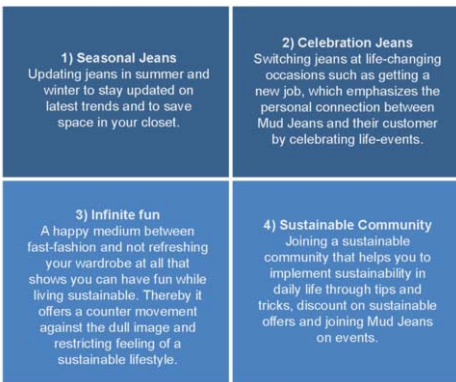 1) Seasonal Jeans
Updating jeans in summer and
winter to stay updated on
latest trends and to save
space in your closet.
2) Celebration Jeans
Switching jeans at life-changing
occasions such as getting a
new job, which emphasizes the
personal connection between
Mud Jeans and their customer
by celebrating life-events.
3) Infinite fun
A happy medium between
fast-fashion and not refreshing
your wardrobe at all that
shows you can have fun while
living sustainable. Thereby it
offers a counter movement
against the dull image and
restricting feeling of a
sustainable lifestyle.
4) Sustainable Community
Joining a sustainable
community that helps you to
implement sustainability in
daily life through tips and
tricks, discount on sustainable
offers and joining Mud Jeans
on events.